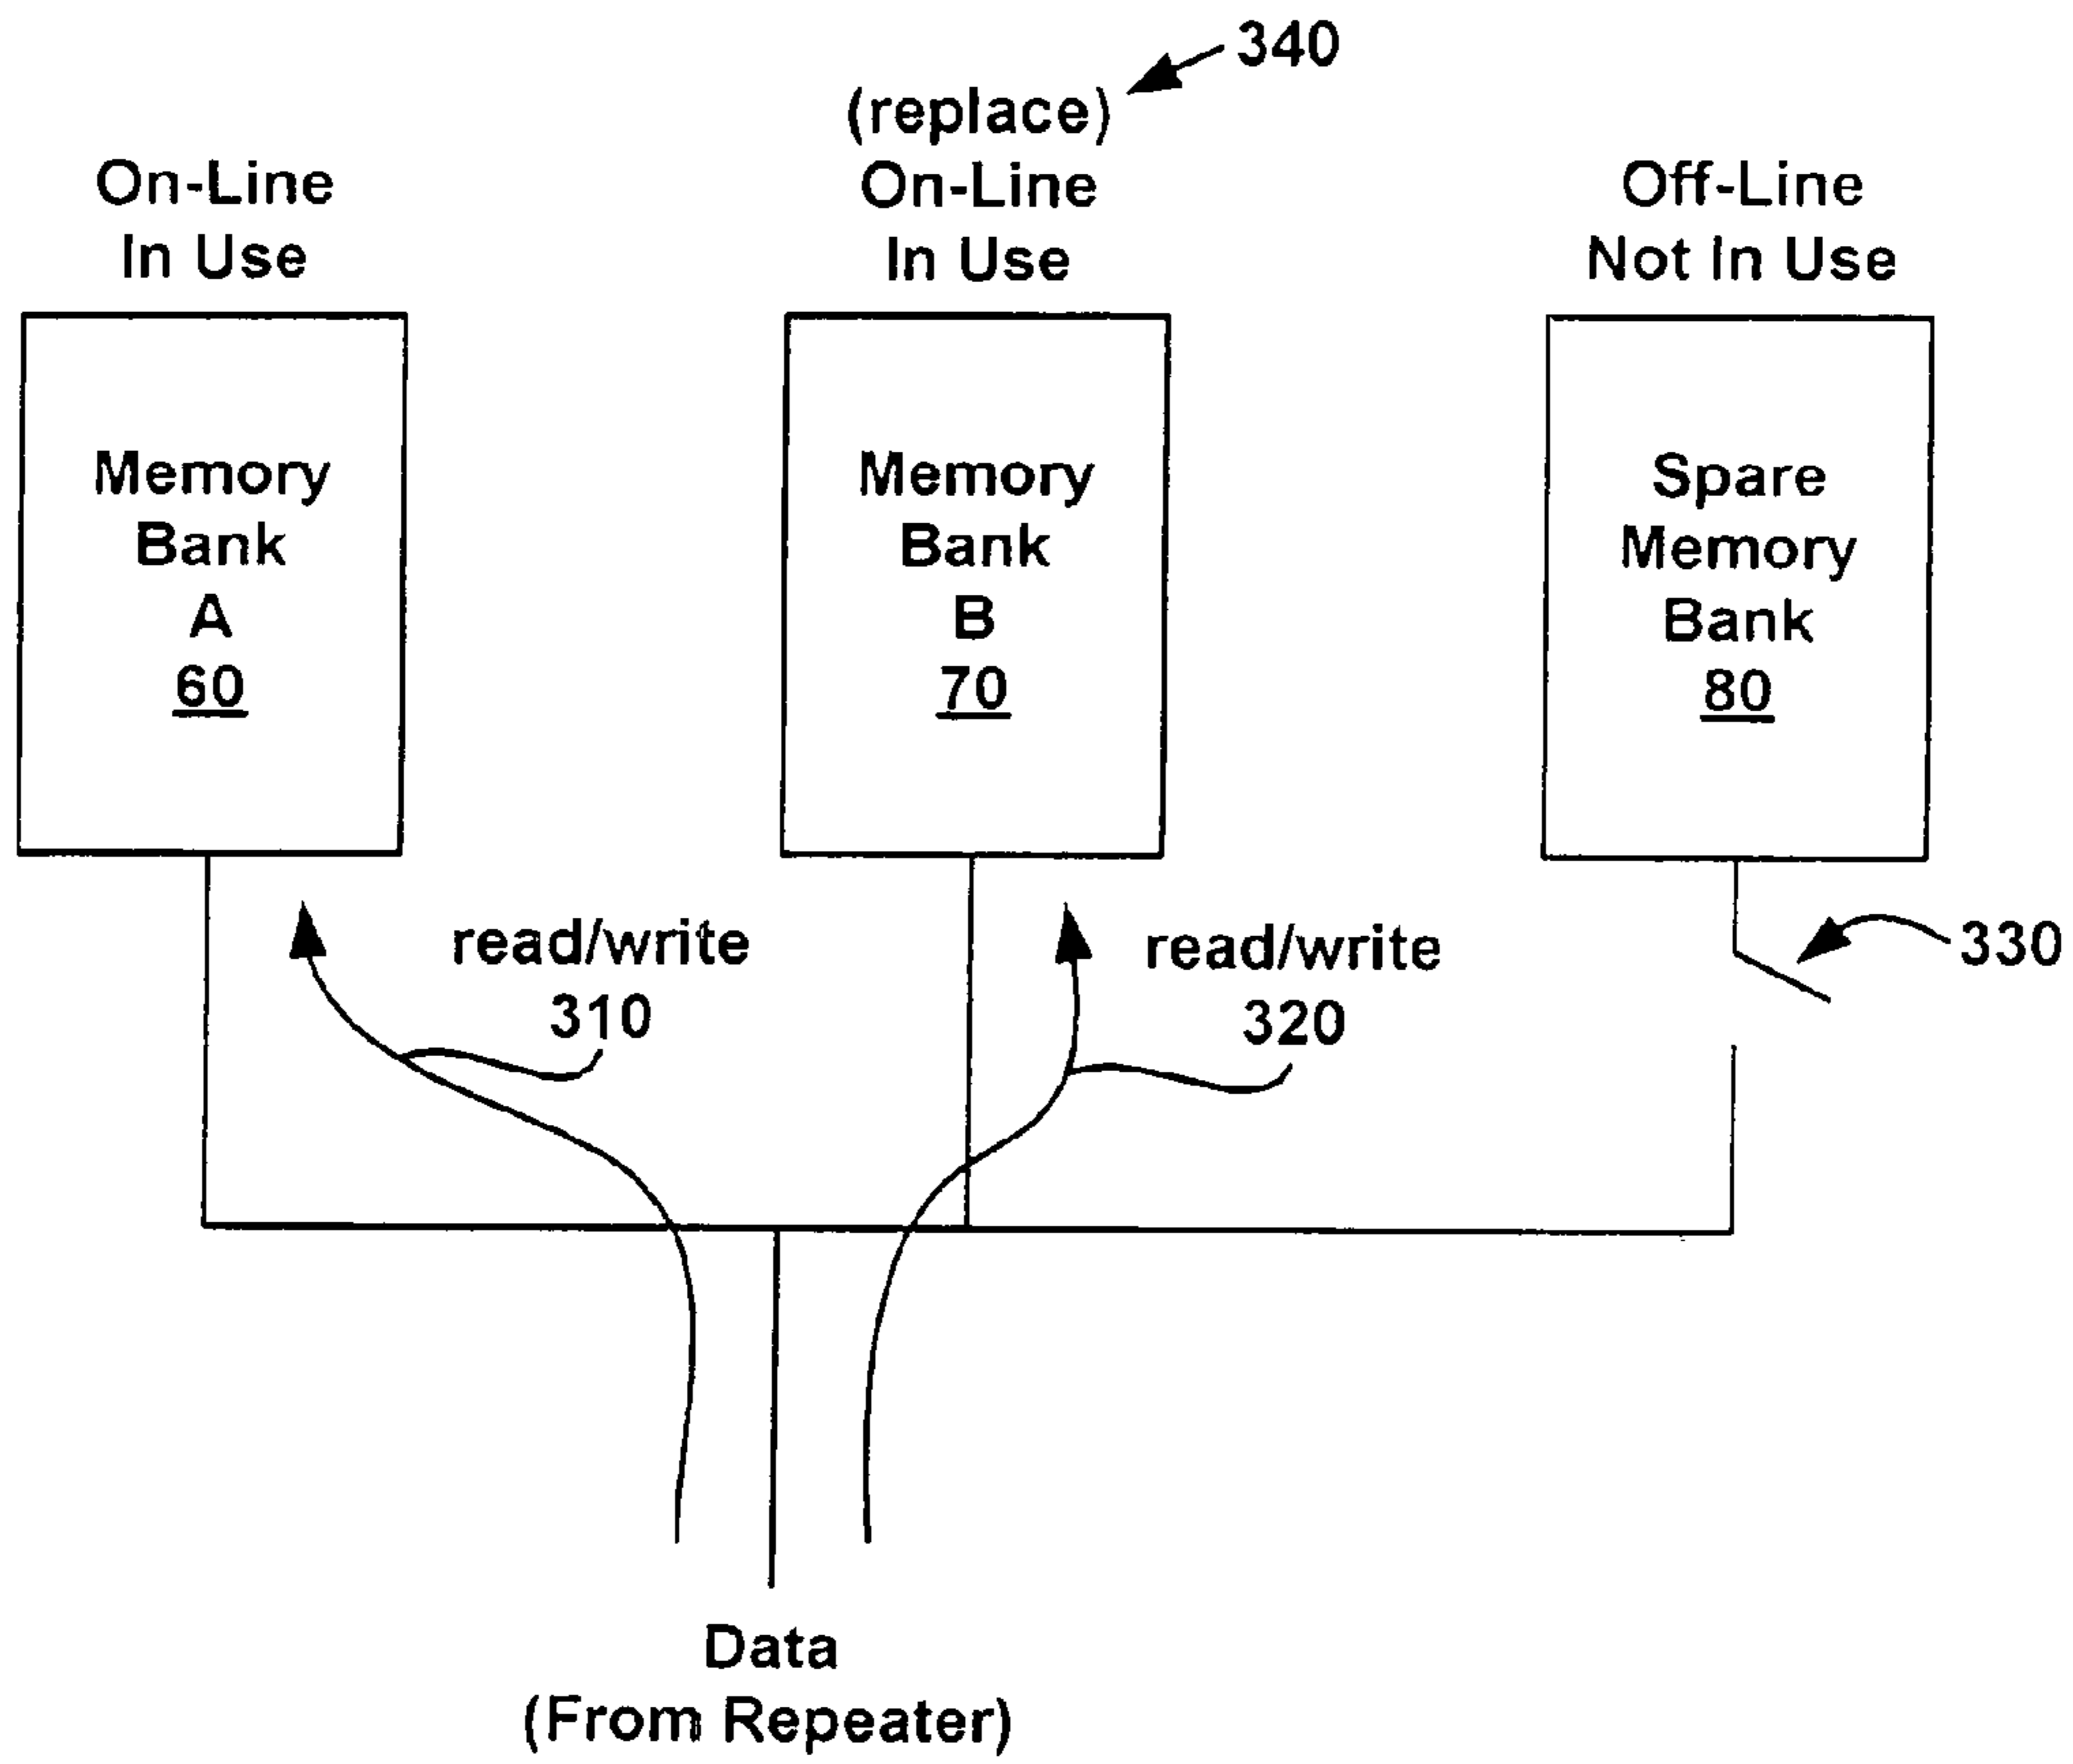 340
(replace)
On-Line
In Use
On-Line
In Use
Off-Line
Not In Use
Memory
Bank
A
60
Memory
Bank
B
70
Spare
Memory
Bank
80
read/write
310
read/write
320
330
Data
(From Repeater)